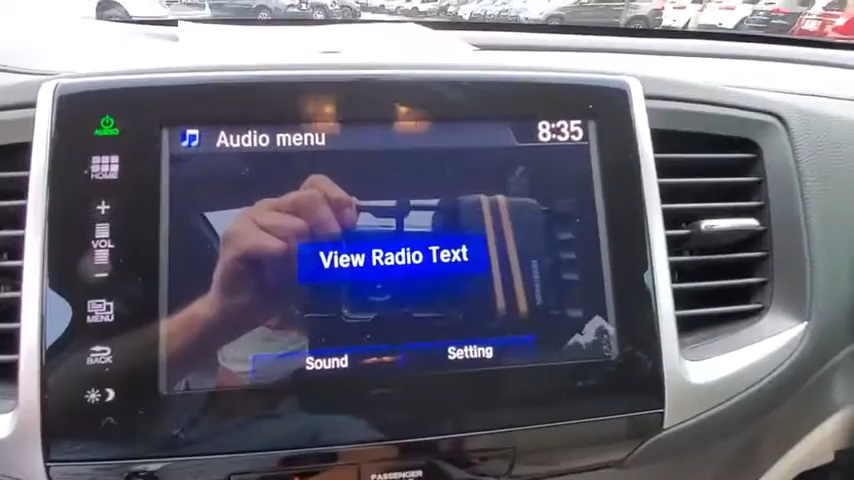 AUDIO
Audio menu
8:35
HOME
+
VOL
−
View Radio Text
MENU
BACK
Sound
Setting
PASSENGER